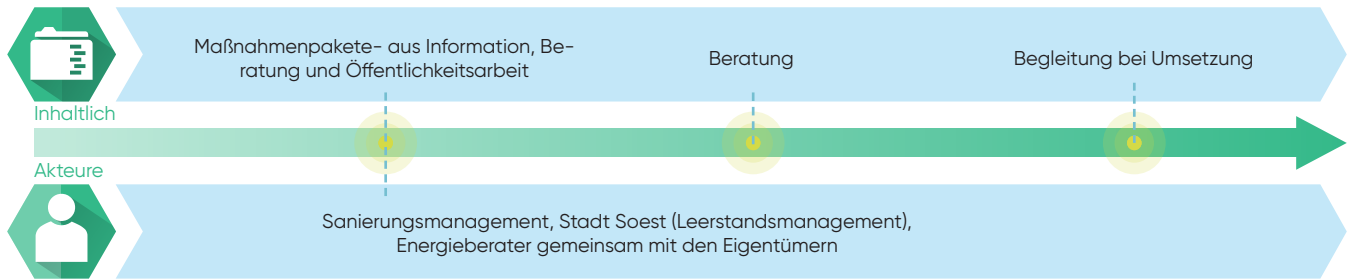 Maßnahmenpakete- aus Information, Be-
ratung und Öffentlichkeitsarbeit
Beratung
Begleitung bei Umsetzung
Inhaltlich
Akteure
Sanierungsmanagement, Stadt Soest (Leerstandsmanagement),
Energieberater gemeinsam mit den Eigentümern